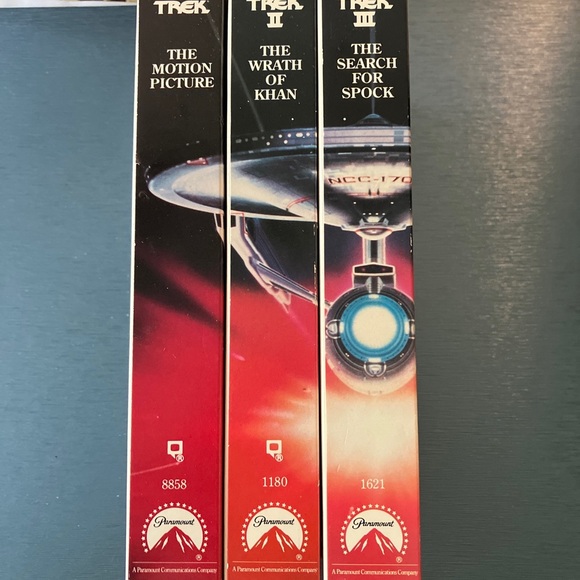 TREK
THE
MOTION
PICTURE
8858
Paramount
®
A Paramount Communications Company
TREK
II
THE
WRATH
OF
KHAN
1180
Paramount
®
A Paramount Communications Company
TREK
III
THE
SEARCH
FOR
SPOCK
NCC-170
1621
Paramount
®
A Paramount Communications Company